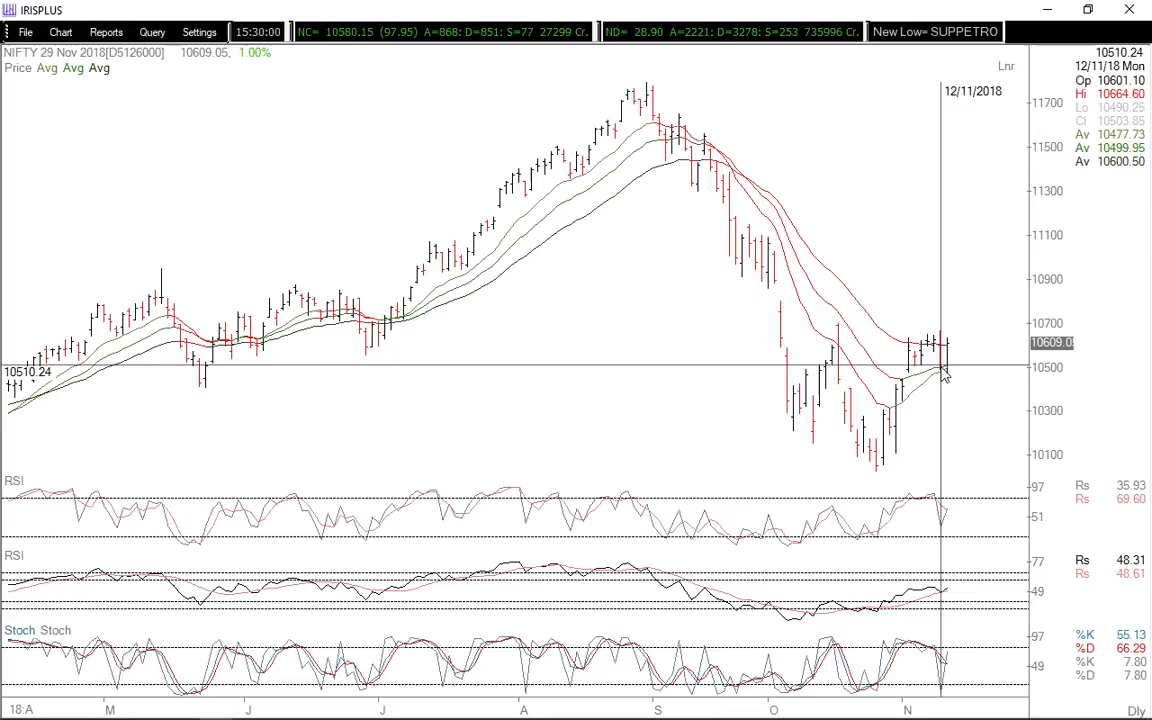 IRISPLUS
File Chart Reports Query Settings 15:30:00 NC= 10580.15 (97.95) A=868: D=851: S=77 27299 Cr. ND= 28.90 A=2221: D=3278: S=253 735996 Cr. New Low= SUPPETRO
NIFTY 29 Nov 2018[D5126000] 10609.05, 1.00%
Price Avg Avg Avg
Lnr
12/11/2018
10510.24
12/11/18 Mon
Op 10601.10
Hi 10664.60
Lo 10490.25
Cl 10503.85
Av 10477.73
Av 10499.95
Av 10600.50
11700
11500
11300
11100
10900
10700
10609.05
10500
10300
10100
10510.24
RSI
97
51
Rs 35.93
Rs 69.60
RSI
77
49
Rs 48.31
Rs 48.61
Stoch Stoch
97
49
%K 55.13
%D 66.29
%K 7.80
%D 7.80
18:A M J J A S O N Dly